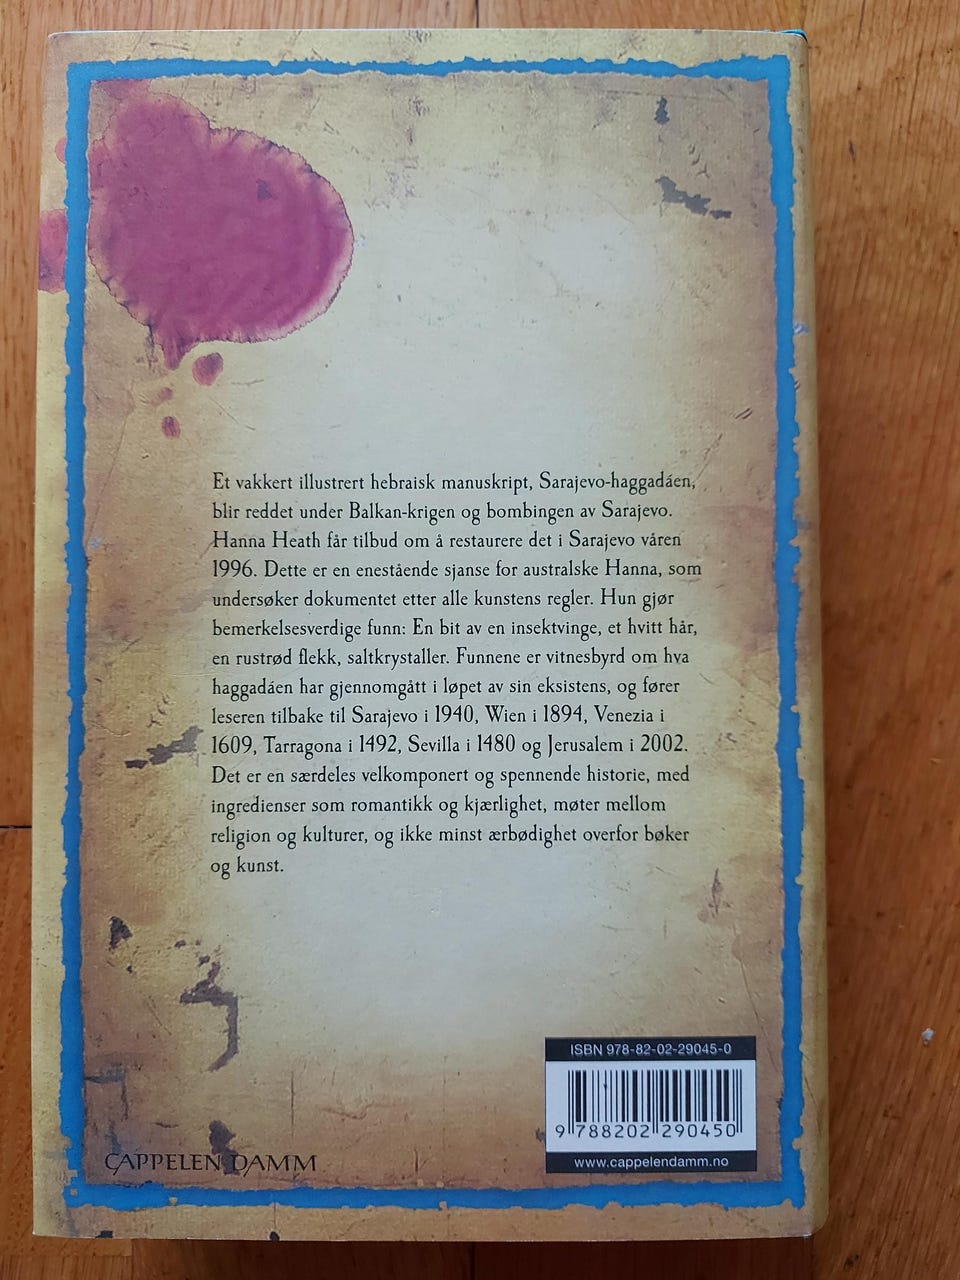 Et vakkert illustrert hebraisk manuskript, Sarajevo-haggadáen,
blir reddet under Balkan-krigen og bombingen av Sarajevo.
Hanna Heath får tilbud om å restaurere det i Sarajevo våren
1996. Dette er en enestående sjanse for australske Hanna, som
undersøker dokumentet etter alle kunstens regler. Hun gjør
bemerkelsesverdige funn: En bit av en insektvinge, et hvitt hår,
en rustrød flekk, saltkrystaller. Funnene er vitnesbyrd om hva
haggadáen har gjennomgått i løpet av sin eksistens, og fører
leseren tilbake til Sarajevo i 1940, Wien i 1894, Venezia i
1609, Tarragona i 1492, Sevilla i 1480 og Jerusalem i 2002.
Det er en særdeles velkomponert og spennende historie, med
ingredienser som romantikk og kjærlighet, møter mellom
religion og kulturer, og ikke minst ærbødighet overfor bøker
og kunst.
ISBN 978-82-02-29045-0
9 788202 290450
www.cappelendamm.no
CAPPELEN DAMM